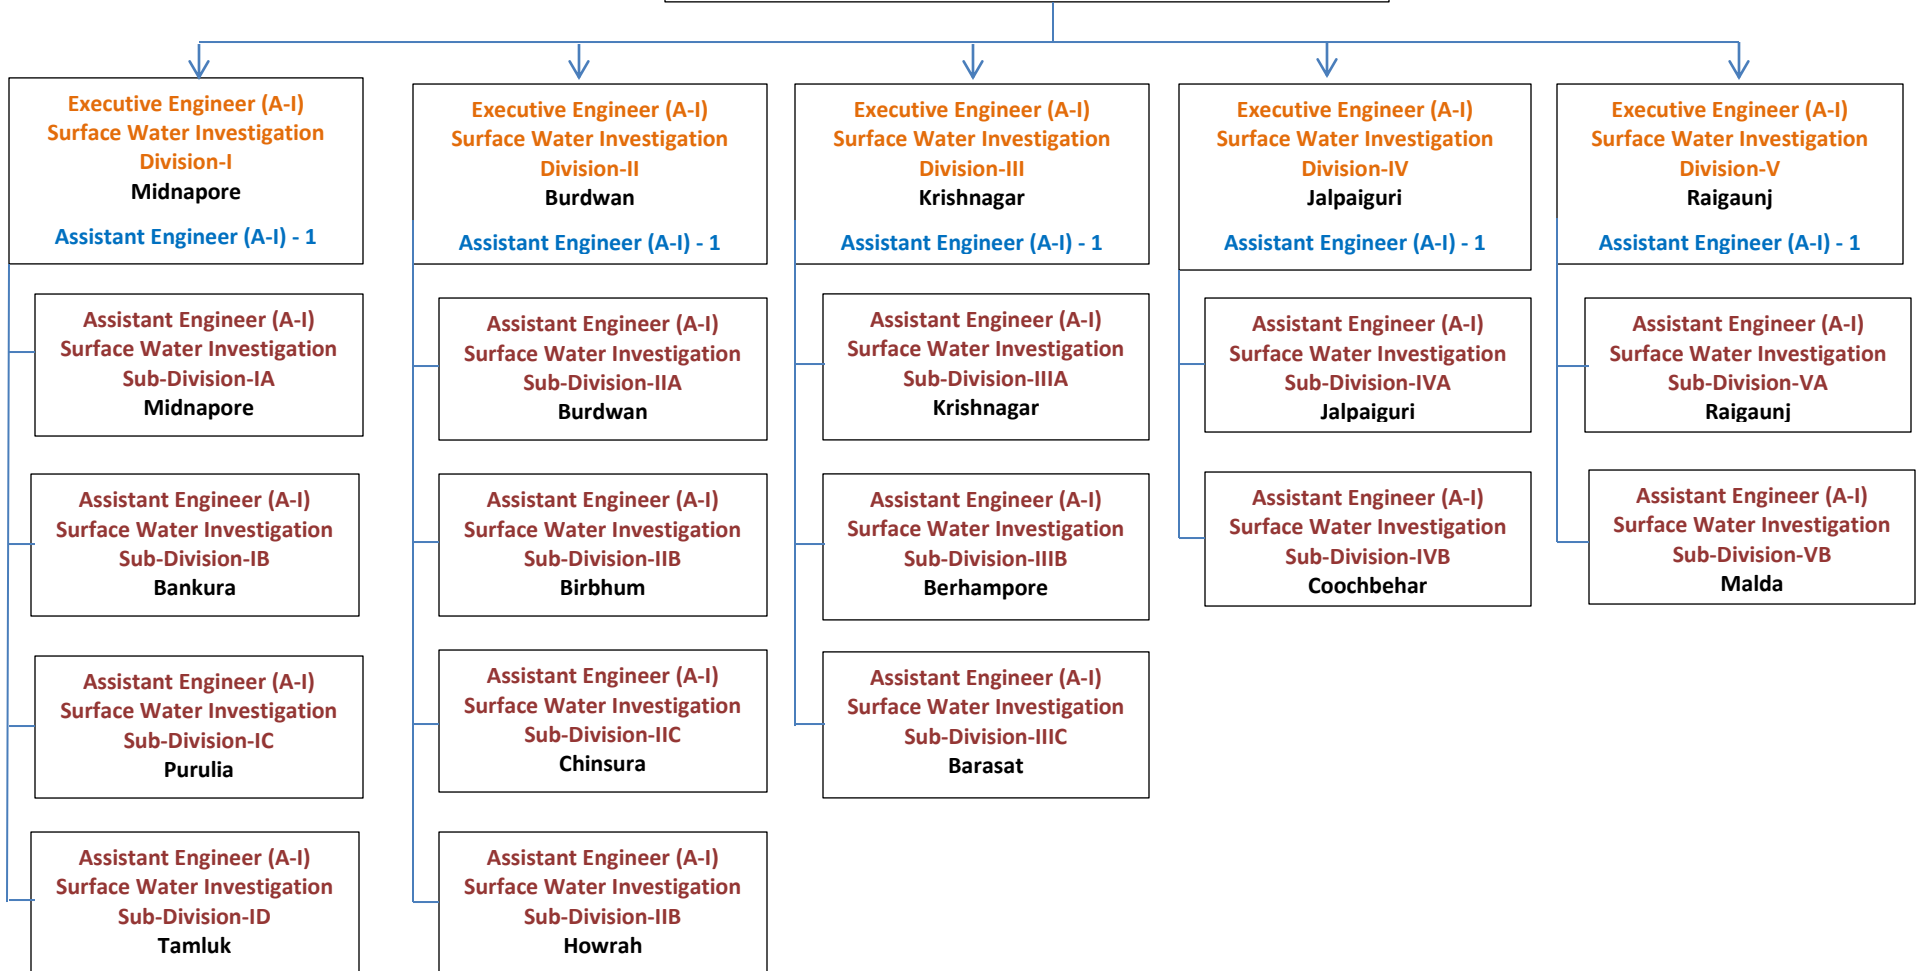 Executive Engineer (A-I)
Surface Water Investigation
Division-I
Midnapore
Assistant Engineer (A-I) - 1
Assistant Engineer (A-I)
Surface Water Investigation
Sub-Division-IA
Midnapore
Assistant Engineer (A-I)
Surface Water Investigation
Sub-Division-IB
Bankura
Assistant Engineer (A-I)
Surface Water Investigation
Sub-Division-IC
Purulia
Assistant Engineer (A-I)
Surface Water Investigation
Sub-Division-ID
Tamluk
Executive Engineer (A-I)
Surface Water Investigation
Division-II
Burdwan
Assistant Engineer (A-I) - 1
Assistant Engineer (A-I)
Surface Water Investigation
Sub-Division-IIA
Burdwan
Assistant Engineer (A-I)
Surface Water Investigation
Sub-Division-IIB
Birbhum
Assistant Engineer (A-I)
Surface Water Investigation
Sub-Division-IIC
Chinsura
Assistant Engineer (A-I)
Surface Water Investigation
Sub-Division-IIB
Howrah
Executive Engineer (A-I)
Surface Water Investigation
Division-III
Krishnagar
Assistant Engineer (A-I) - 1
Assistant Engineer (A-I)
Surface Water Investigation
Sub-Division-IIIA
Krishnagar
Assistant Engineer (A-I)
Surface Water Investigation
Sub-Division-IIIB
Berhampore
Assistant Engineer (A-I)
Surface Water Investigation
Sub-Division-IIIC
Barasat
Executive Engineer (A-I)
Surface Water Investigation
Division-IV
Jalpaiguri
Assistant Engineer (A-I) - 1
Assistant Engineer (A-I)
Surface Water Investigation
Sub-Division-IVA
Jalpaiguri
Assistant Engineer (A-I)
Surface Water Investigation
Sub-Division-IVB
Coochbehar
Executive Engineer (A-I)
Surface Water Investigation
Division-V
Raigaunj
Assistant Engineer (A-I) - 1
Assistant Engineer (A-I)
Surface Water Investigation
Sub-Division-VA
Raigaunj
Assistant Engineer (A-I)
Surface Water Investigation
Sub-Division-VB
Malda